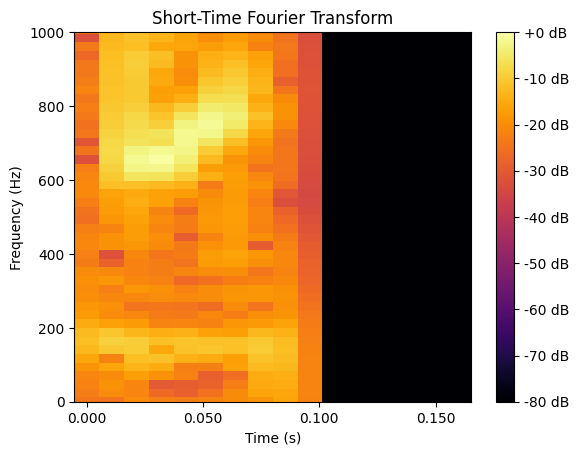 Short-Time Fourier Transform
1000
800
600
400
200
0
Frequency (Hz)
0.000
0.050
0.100
0.150
Time (s)
+0 dB
-10 dB
-20 dB
-30 dB
-40 dB
-50 dB
-60 dB
-70 dB
-80 dB